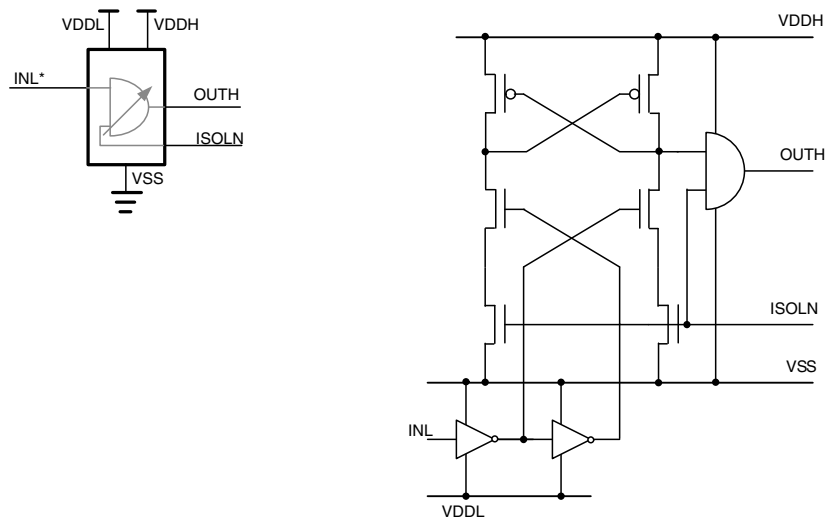 VDDL
VDDH
INL*
OUTH
ISOLN
VSS
VDDH
OUTH
ISOLN
VSS
INL
VDDL